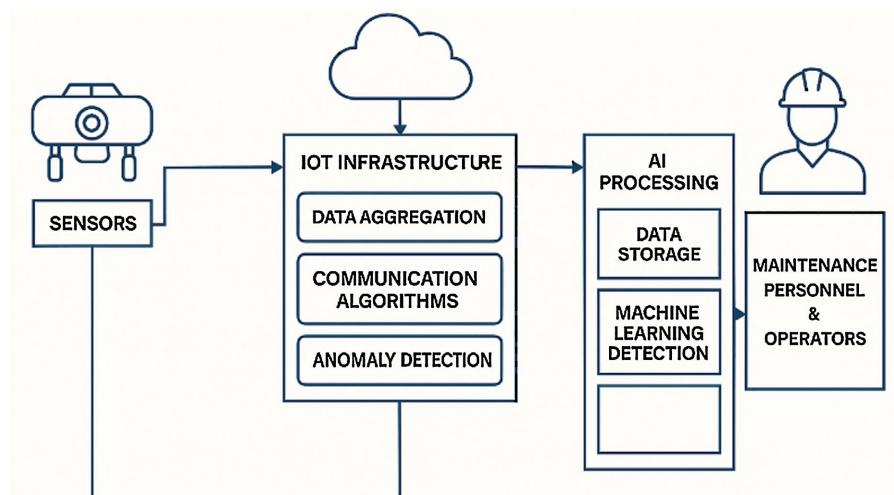 SENSORS
IOT INFRASTRUCTURE
DATA AGGREGATION
COMMUNICATION
ALGORITHMS
ANOMALY DETECTION
AI
PROCESSING
DATA
STORAGE
MACHINE
LEARNING
DETECTION
MAINTENANCE
PERSONNEL
&
OPERATORS